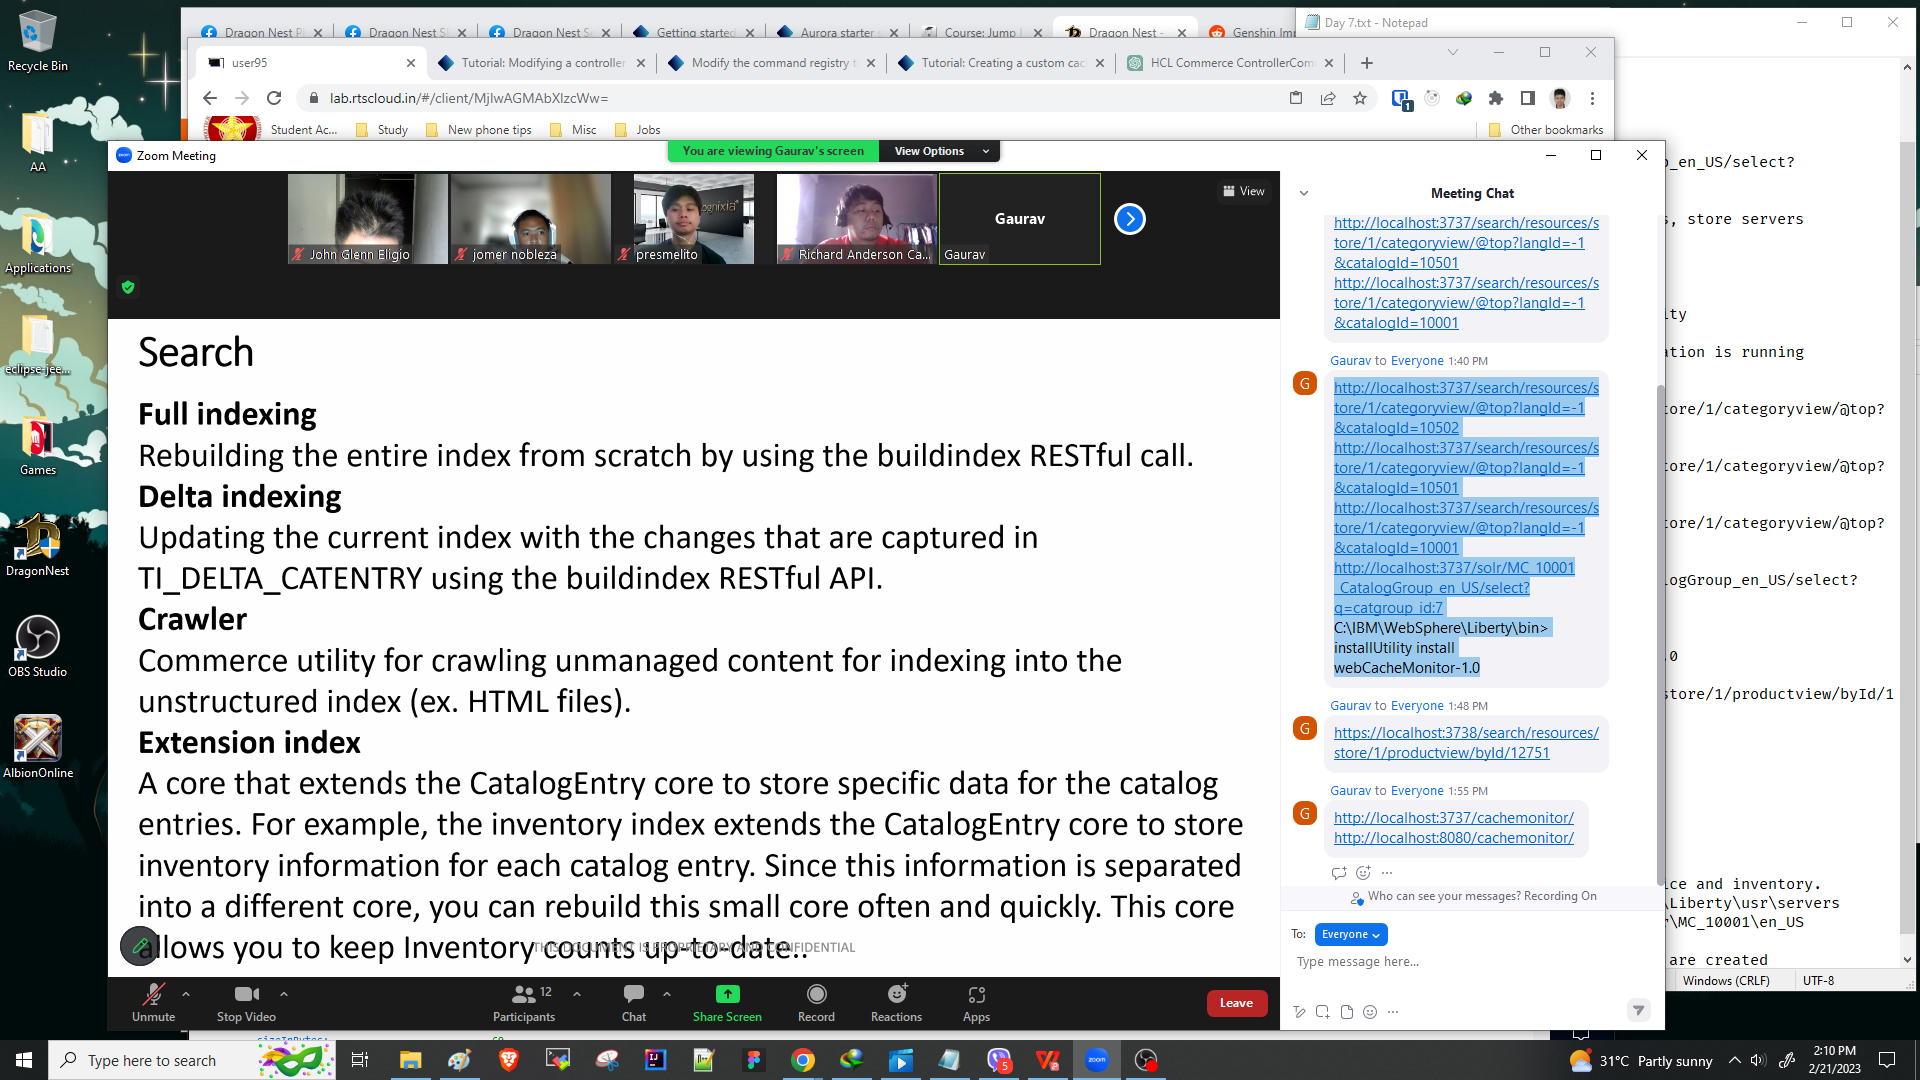 Recycle Bin
AA
Applications
eclipse-jee...
Games
DragonNest
OBS Studio
AlbionOnline
Dragon Nest
Dragon Nest
Dragon Nest
Getting started
Aurora starter
Course: Jump
Dragon Nest -
Genshin Imp
Day 7.txt - Notepad
user95
Tutorial: Modifying a controller
Modify the command registry
Tutorial: Creating a custom cac
HCL Commerce ControllerCom
lab.rtscloud.in/#/client/MjIwAGMAbXlzcWw=
1
Student Ac...
Study
New phone tips
Misc
Jobs
Other bookmarks
Zoom Meeting
You are viewing Gaurav's screen
View Options
View
John Glenn Eligio
jomer nobleza
presmelito
Richard Anderson Ca...
Gaurav
Gaurav
Search
Full indexing
Rebuilding the entire index from scratch by using the buildindex RESTful call.
Delta indexing
Updating the current index with the changes that are captured in
TI_DELTA_CATENTRY using the buildindex RESTful API.
Crawler
Commerce utility for crawling unmanaged content for indexing into the
unstructured index (ex. HTML files).
Extension index
A core that extends the CatalogEntry core to store specific data for the catalog
entries. For example, the inventory index extends the CatalogEntry core to store
inventory information for each catalog entry. Since this information is separated
into a different core, you can rebuild this small core often and quickly. This core
allows you to keep Inventory counts up-to-date..
THIS DOCUMENT IS PROPRIETARY AND CONFIDENTIAL
Meeting Chat
http://localhost:3737/search/resources/s
tore/1/categoryview/@top?langId=-1
&catalogId=10501
http://localhost:3737/search/resources/s
tore/1/categoryview/@top?langId=-1
&catalogId=10001
Gaurav to Everyone 1:40 PM
G
http://localhost:3737/search/resources/s
tore/1/categoryview/@top?langId=-1
&catalogId=10502
http://localhost:3737/search/resources/s
tore/1/categoryview/@top?langId=-1
&catalogId=10501
http://localhost:3737/search/resources/s
tore/1/categoryview/@top?langId=-1
&catalogId=10001
http://localhost:3737/solr/MC_10001
_CatalogGroup_en_US/select?
q=catgroup_id:7
C:\IBM\WebSphere\Liberty\bin>
installUtility install
webCacheMonitor-1.0
Gaurav to Everyone 1:48 PM
G
https://localhost:3738/search/resources/
store/1/productview/byId/12751
Gaurav to Everyone 1:55 PM
G
http://localhost:3737/cachemonitor/
http://localhost:8080/cachemonitor/
Who can see your messages? Recording On
To: Everyone
Type message here...
Unmute
Stop Video
12
Participants
Chat
Share Screen
Record
Reactions
Apps
Leave
_en_US/select?
, store servers
ity
ation is running
tore/1/categoryview/@top?
tore/1/categoryview/@top?
tore/1/categoryview/@top?
logGroup_en_US/select?
.0
store/1/productview/byId/1
ice and inventory.
\Liberty\usr\servers
r\MC_10001\en_US
are created
Windows (CRLF)
UTF-8
Type here to search
5
31°C Partly sunny
2:10 PM
2/21/2023